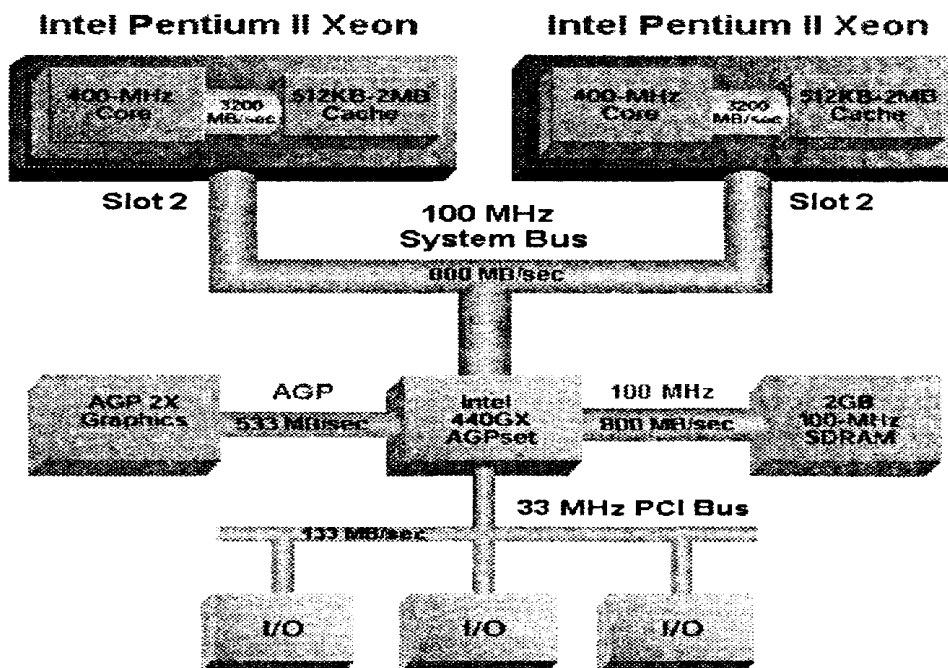 Intel Pentium II Xeon
Intel Pentium II Xeon
400-MHz
Core
3200
MB/sec
512KB-2MB
Cache
400-MHz
Core
3200
MB/sec
512KB-2MB
Cache
Slot 2
Slot 2
100 MHz
System Bus
800 MB/sec
AGP 2X
Graphics
AGP
533 MB/sec
Intel
440GX
AGPset
100 MHz
800 MB/sec
2GB
100-MHz
SDRAM
33 MHz PCI Bus
133 MB/sec
I/O
I/O
I/O